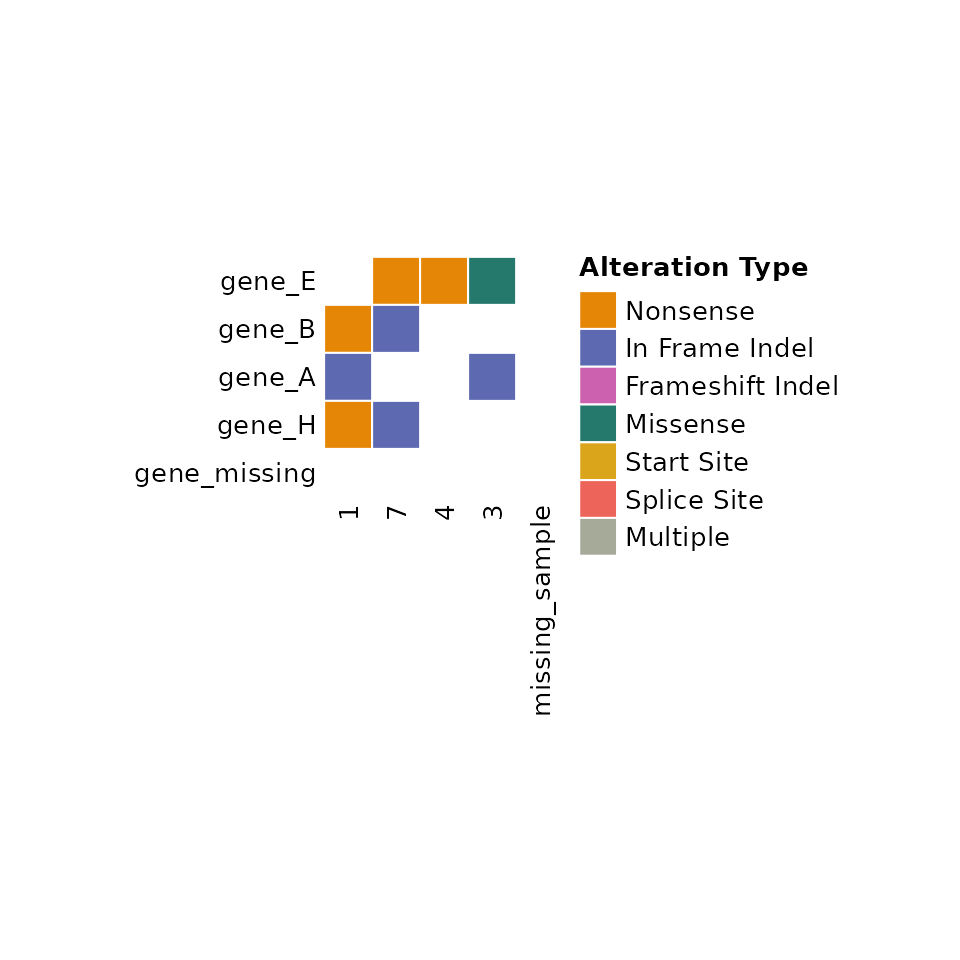 gene_E
gene_B
gene_A
gene_H
gene_missing
1
7
4
3
missing_sample
Alteration Type
Nonsense
In Frame Indel
Frameshift Indel
Missense
Start Site
Splice Site
Multiple